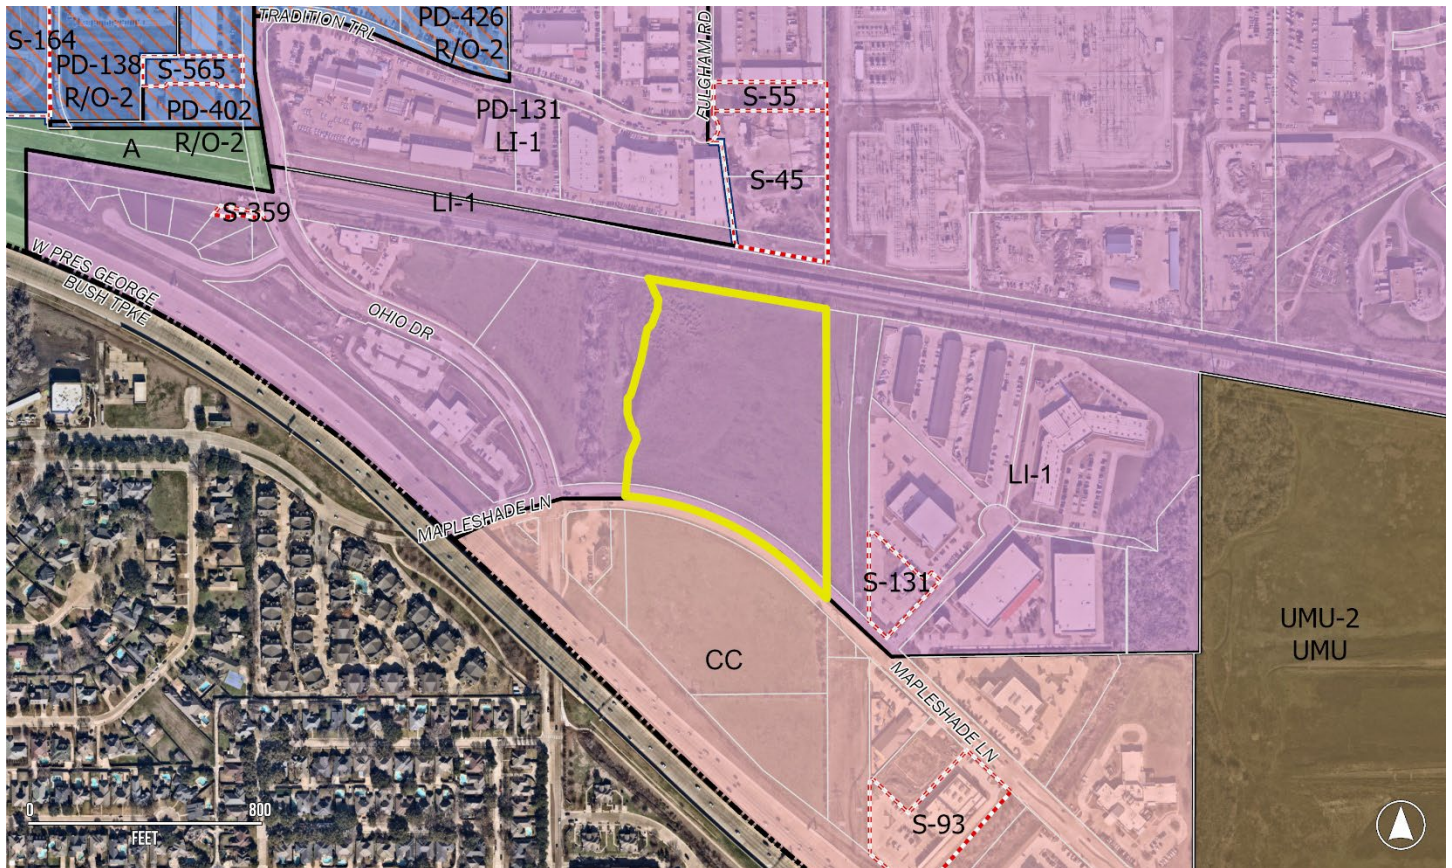 TRADITION TRL
PD-426
R/O-2
FULGHAM RD
S-164
PD-138
R/O-2
S-565
PD-402
R/O-2
A
S-55
PD-131
LI-1
S-45
LI-1
S-359
W PRES GEORGE
BUSH TPKE
OHIO DR
LI-1
MAPLESHADE LN
S-131
UMU-2
UMU
CC
MAPLESHADE LN
S-93
0
800
FEET